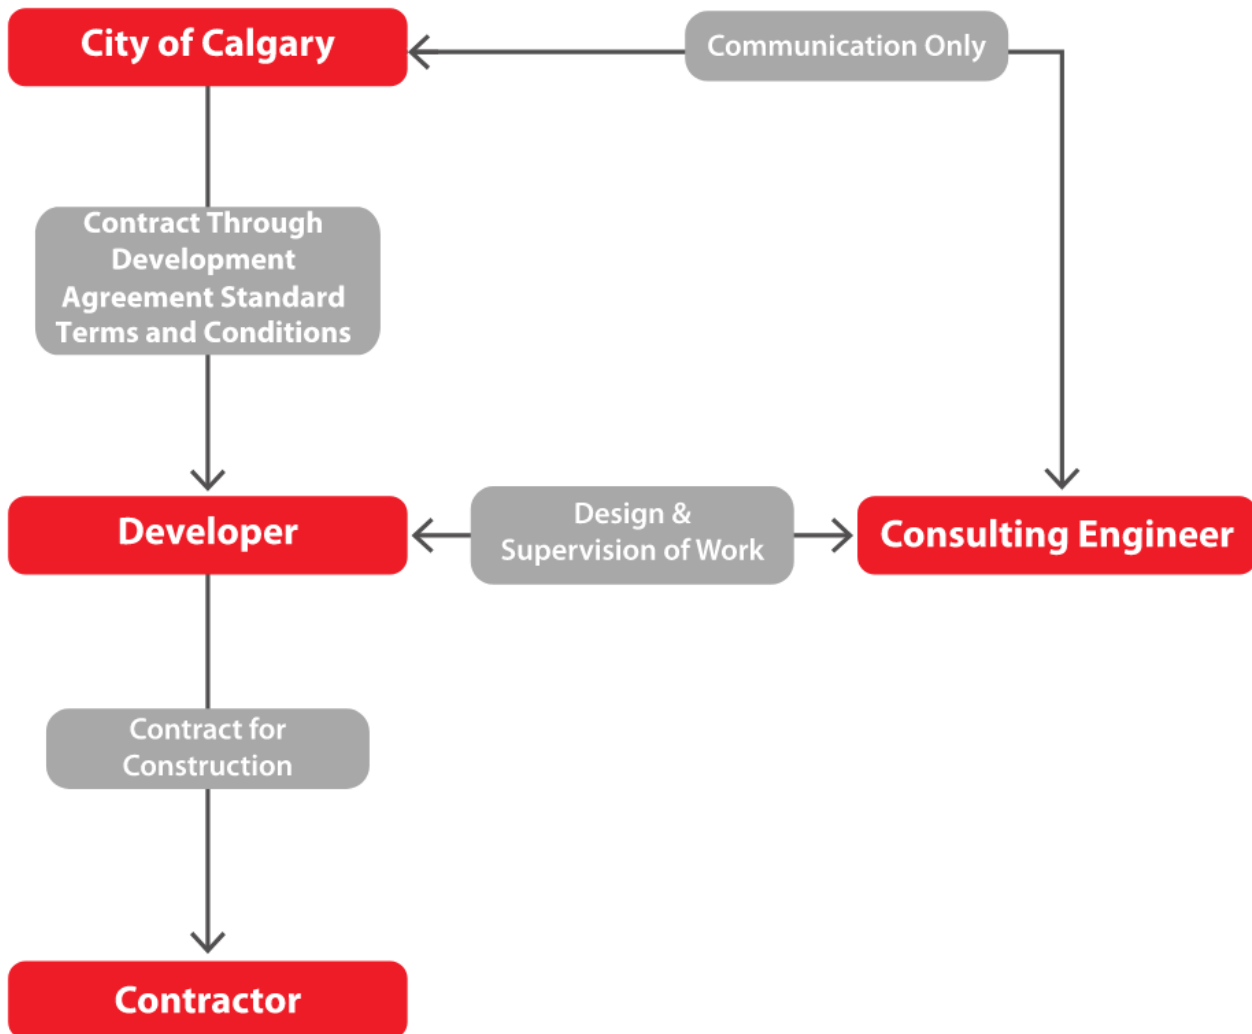 City of Calgary
Communication Only
Contract Through
Development
Agreement Standard
Terms and Conditions
Developer
Design &
Supervision of Work
Consulting Engineer
Contract for
Construction
Contractor